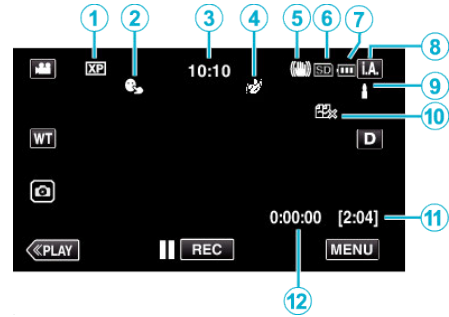 1 2 3 4 5 6 7
XP 10:10 SD I.A. 8
9
10
WT D
0:00:00 [2:04] 11
≪PLAY REC MENU
12